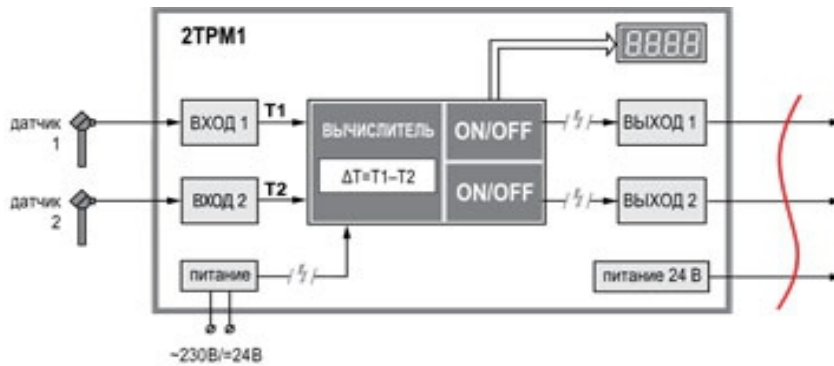 2ТРМ1
8888
датчик
1
ВХОД 1
T1
ВЫЧИСЛИТЕЛЬ
ΔT=T1–T2
ON/OFF
ВЫХОД 1
датчик
2
ВХОД 2
T2
ON/OFF
ВЫХОД 2
питание
питание 24 В
~230В/=24В